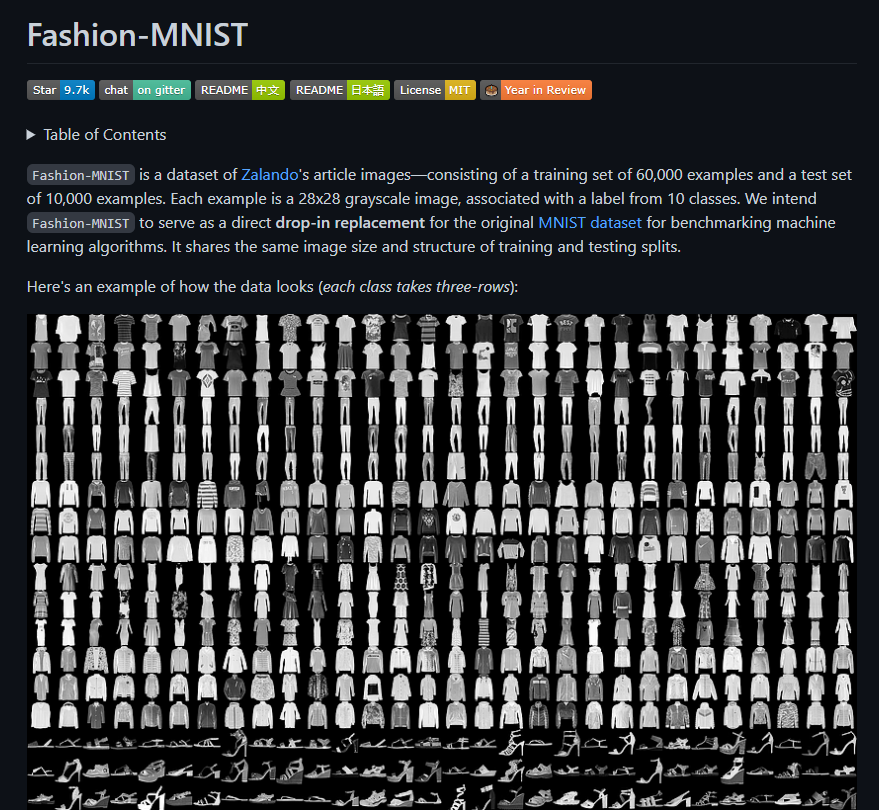 Fashion-MNIST
Star 9.7k chat on gitter README 中文 README 日本語 License MIT Year in Review
Table of Contents
Fashion-MNIST is a dataset of Zalando's article images—consisting of a training set of 60,000 examples and a test set
of 10,000 examples. Each example is a 28x28 grayscale image, associated with a label from 10 classes. We intend
Fashion-MNIST to serve as a direct drop-in replacement for the original MNIST dataset for benchmarking machine
learning algorithms. It shares the same image size and structure of training and testing splits.
Here's an example of how the data looks (each class takes three-rows):